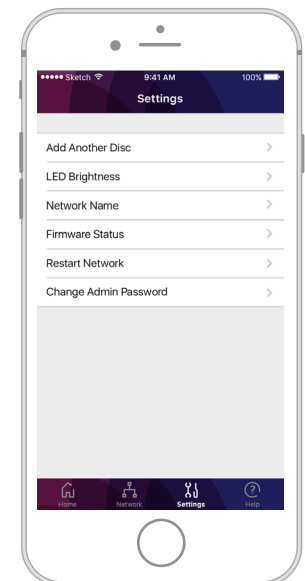 Sketch 9:41 AM 100%
Settings
Add Another Disc
LED Brightness
Network Name
Firmware Status
Restart Network
Change Admin Password
Home Network Settings Help